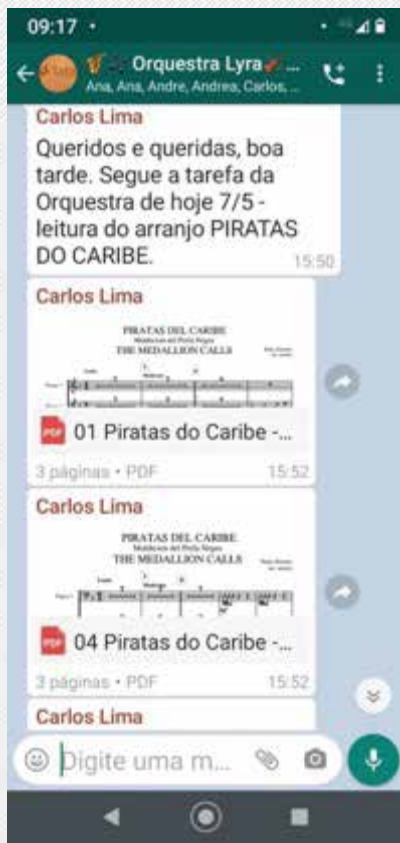 09:17
Orquestra Lyra ...
Ana, Ana, Andre, Andrea, Carlos, ...
Carlos Lima
Queridos e queridas, boa
tarde. Segue a tarefa da
Orquestra de hoje 7/5 -
leitura do arranjo PIRATAS
DO CARIBE.
15:50
Carlos Lima
PIRATAS DEL CARIBE
THE MEDALLION CALLS
PDF 01 Piratas do Caribe -...
3 páginas • PDF 15:52
Carlos Lima
PIRATAS DEL CARIBE
THE MEDALLION CALLS
PDF 04 Piratas do Caribe -...
3 páginas • PDF 15:52
Carlos Lima
Digite uma m...